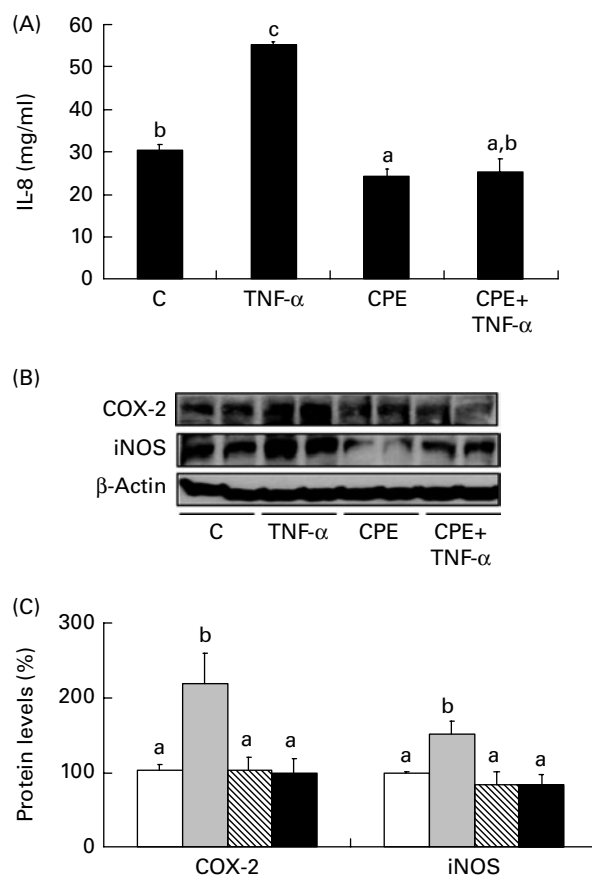 (A)
60
50
40
30
20
10
0
IL-8 (mg/ml)
b
c
a
a,b
C TNF-α CPE CPE+
TNF-α
(B)
COX-2
iNOS
β-Actin
C TNF-α CPE CPE+
TNF-α
(C)
300
200
100
0
Protein levels (%)
a b a a a b a a
COX-2 iNOS